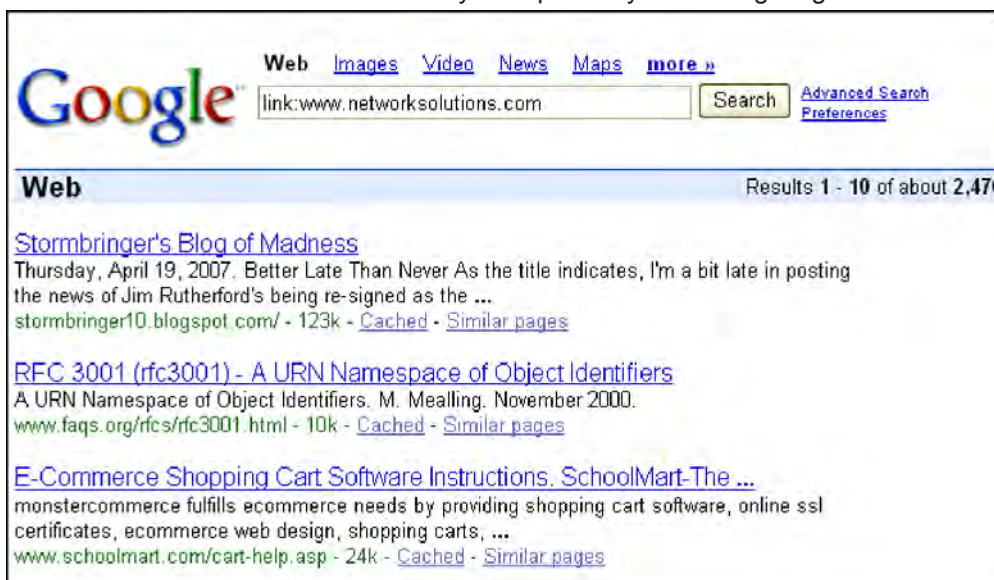 Web Images Video News Maps more »
Google
link:www.networksolutions.com Search Advanced Search
Preferences
Web Results 1 - 10 of about 2,47
Stormbringer's Blog of Madness
Thursday, April 19, 2007. Better Late Than Never As the title indicates, I'm a bit late in posting
the news of Jim Rutherford's being re-signed as the ...
stormbringer10.blogspot.com/ - 123k - Cached - Similar pages
RFC 3001 (rfc3001) - A URN Namespace of Object Identifiers
A URN Namespace of Object Identifiers. M. Mealling. November 2000.
www.faqs.org/rfcs/rfc3001.html - 10k - Cached - Similar pages
E-Commerce Shopping Cart Software Instructions. SchoolMart-The ...
monstercommerce fulfills ecommerce needs by providing shopping cart software, online ssl
certificates, ecommerce web design, shopping carts, ...
www.schoolmart.com/cart-help.asp - 24k - Cached - Similar pages